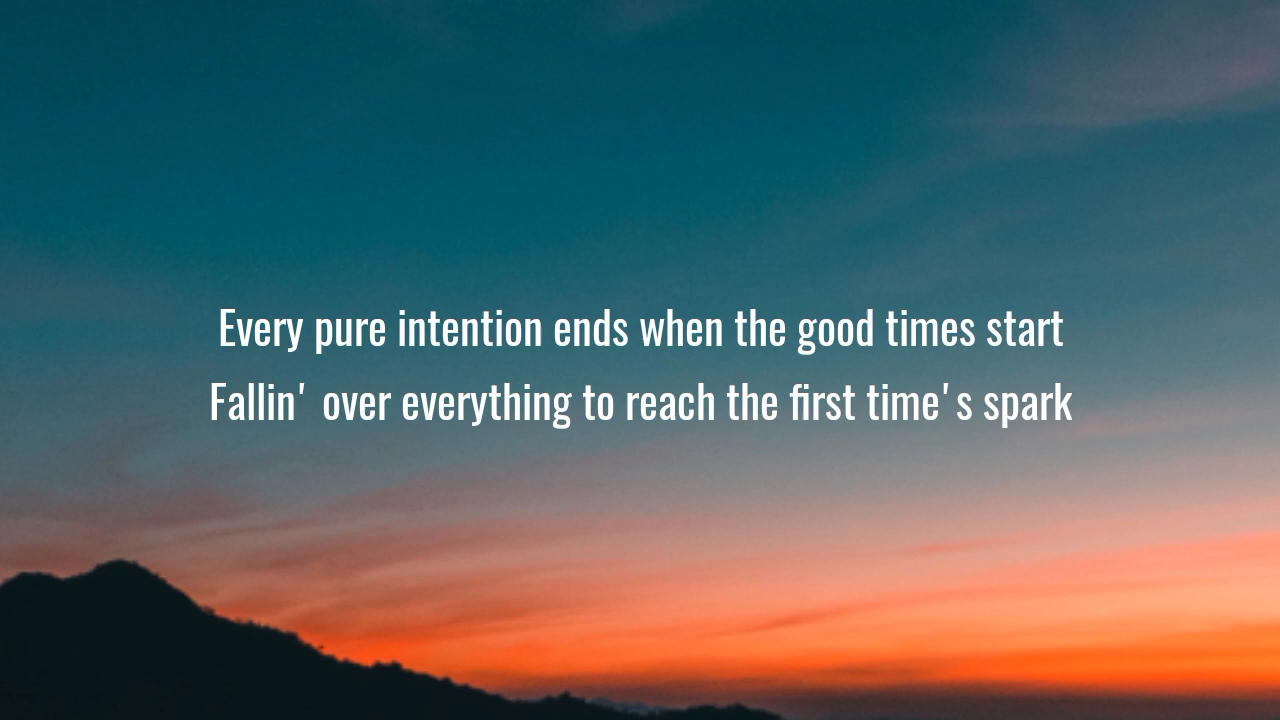 Every pure intention ends when the good times start
Fallin' over everything to reach the first time's spark